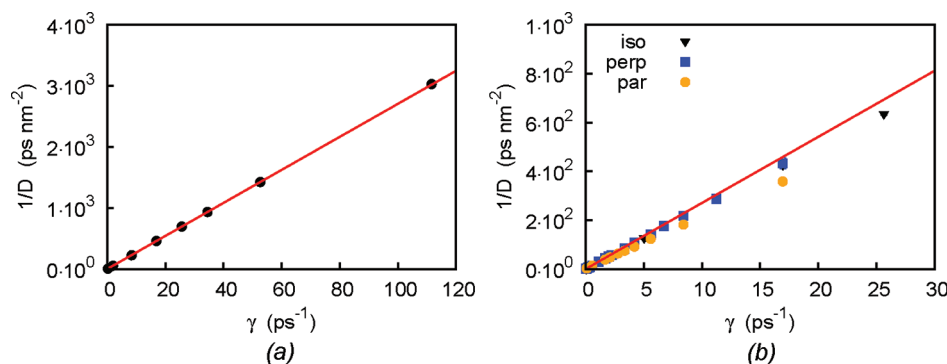 4·10³
3·10³
2·10³
1·10³
0·10⁰
1/D (ps nm⁻²)
0 20 40 60 80 100 120
γ (ps⁻¹)
(a)
1·10³
8·10²
6·10²
4·10²
2·10²
0·10⁰
1/D (ps nm⁻²)
iso
perp
par
0 5 10 15 20 25 30
γ (ps⁻¹)
(b)